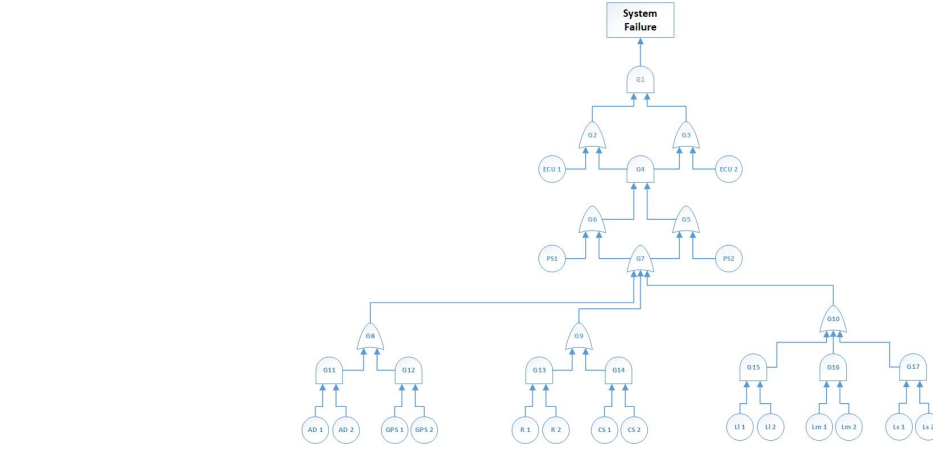 System
Failure
G1
G2
G3
ECU 1
G4
ECU 2
G6
G5
PS1
G7
PS2
G10
G8
G9
G11
G12
G13
G14
G15
G16
G17
AD 1
AD 2
GPS 1
GPS 2
R 1
R 2
CS 1
CS 2
Ll 1
Ll 2
Lm 1
Lm 2
Ls 1
Ls 2